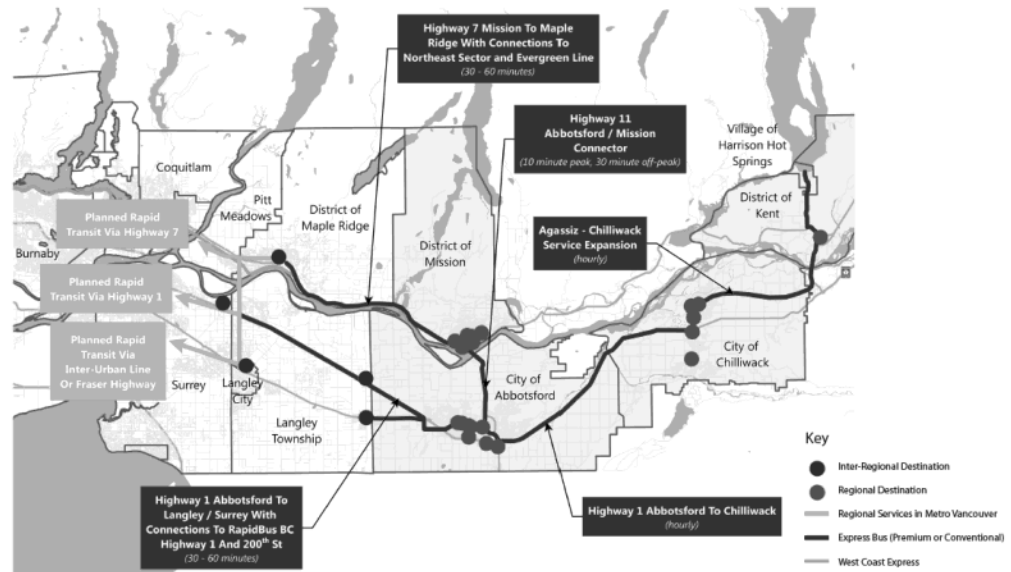 Highway 7 Mission To Maple
Ridge With Connections To
Northeast Sector and Evergreen Line
(30 - 60 minutes)
Highway 11
Abbotsford / Mission
Connector
(10 minute peak, 30 minute off-peak)
Village of
Harrison Hot
Springs
Coquitlam
Pitt
Meadows
District of
Maple Ridge
District of
Kent
Planned Rapid
Transit Via Highway 7
Agassiz - Chilliwack
Service Expansion
(hourly)
District of
Mission
Burnaby
Planned Rapid
Transit Via Highway 1
Planned Rapid
Transit Via
Inter-Urban Line
Or Fraser Highway
City of
Chilliwack
Surrey
Langley
City
City of
Abbotsford
Langley
Township
Key
Inter-Regional Destination
Regional Destination
Regional Services in Metro Vancouver
Express Bus (Premium or Conventional)
West Coast Express
Highway 1 Abbotsford To
Langley / Surrey With
Connections To RapidBus BC
Highway 1 And 200th St
(30 - 60 minutes)
Highway 1 Abbotsford To Chilliwack
(hourly)